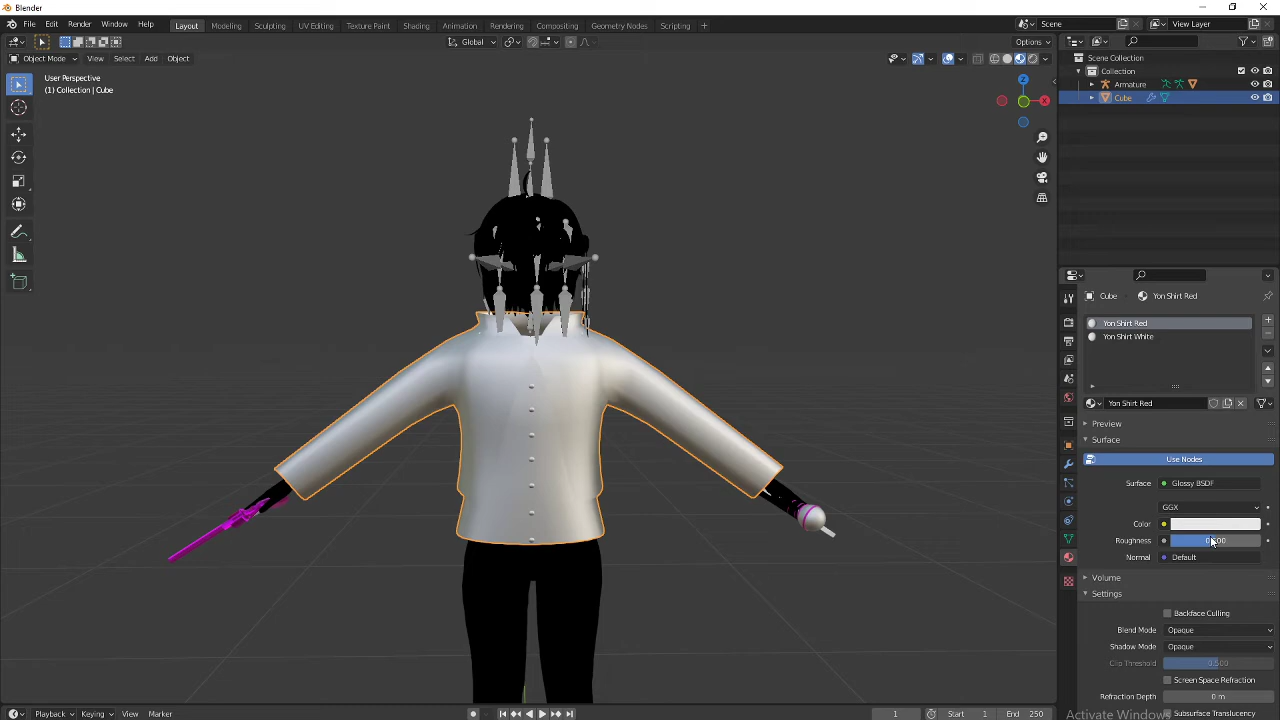 Blender
File Edit Render Window Help
Layout Modeling Sculpting UV Editing Texture Paint Shading Animation Rendering Compositing Geometry Nodes Scripting +
Scene View Layer
Global Options
Object Mode View Select Add Object
User Perspective
(1) Collection | Cube
Z
X
Scene Collection
Collection
Armature
Cube
Cube Yon Shirt Red
Yon Shirt Red
Yon Shirt White
Yon Shirt Red
Preview
Surface
Use Nodes
Surface Glossy BSDF
GGX
Color
Roughness
Normal Default
Volume
Settings
Backface Culling
Blend Mode Opaque
Shadow Mode Opaque
Clip Threshold 0.500
Screen Space Refraction
Refraction Depth 0 m
Activate Windows
Subsurface Translucency
Playback Keying View Marker 1 Start 1 End 250